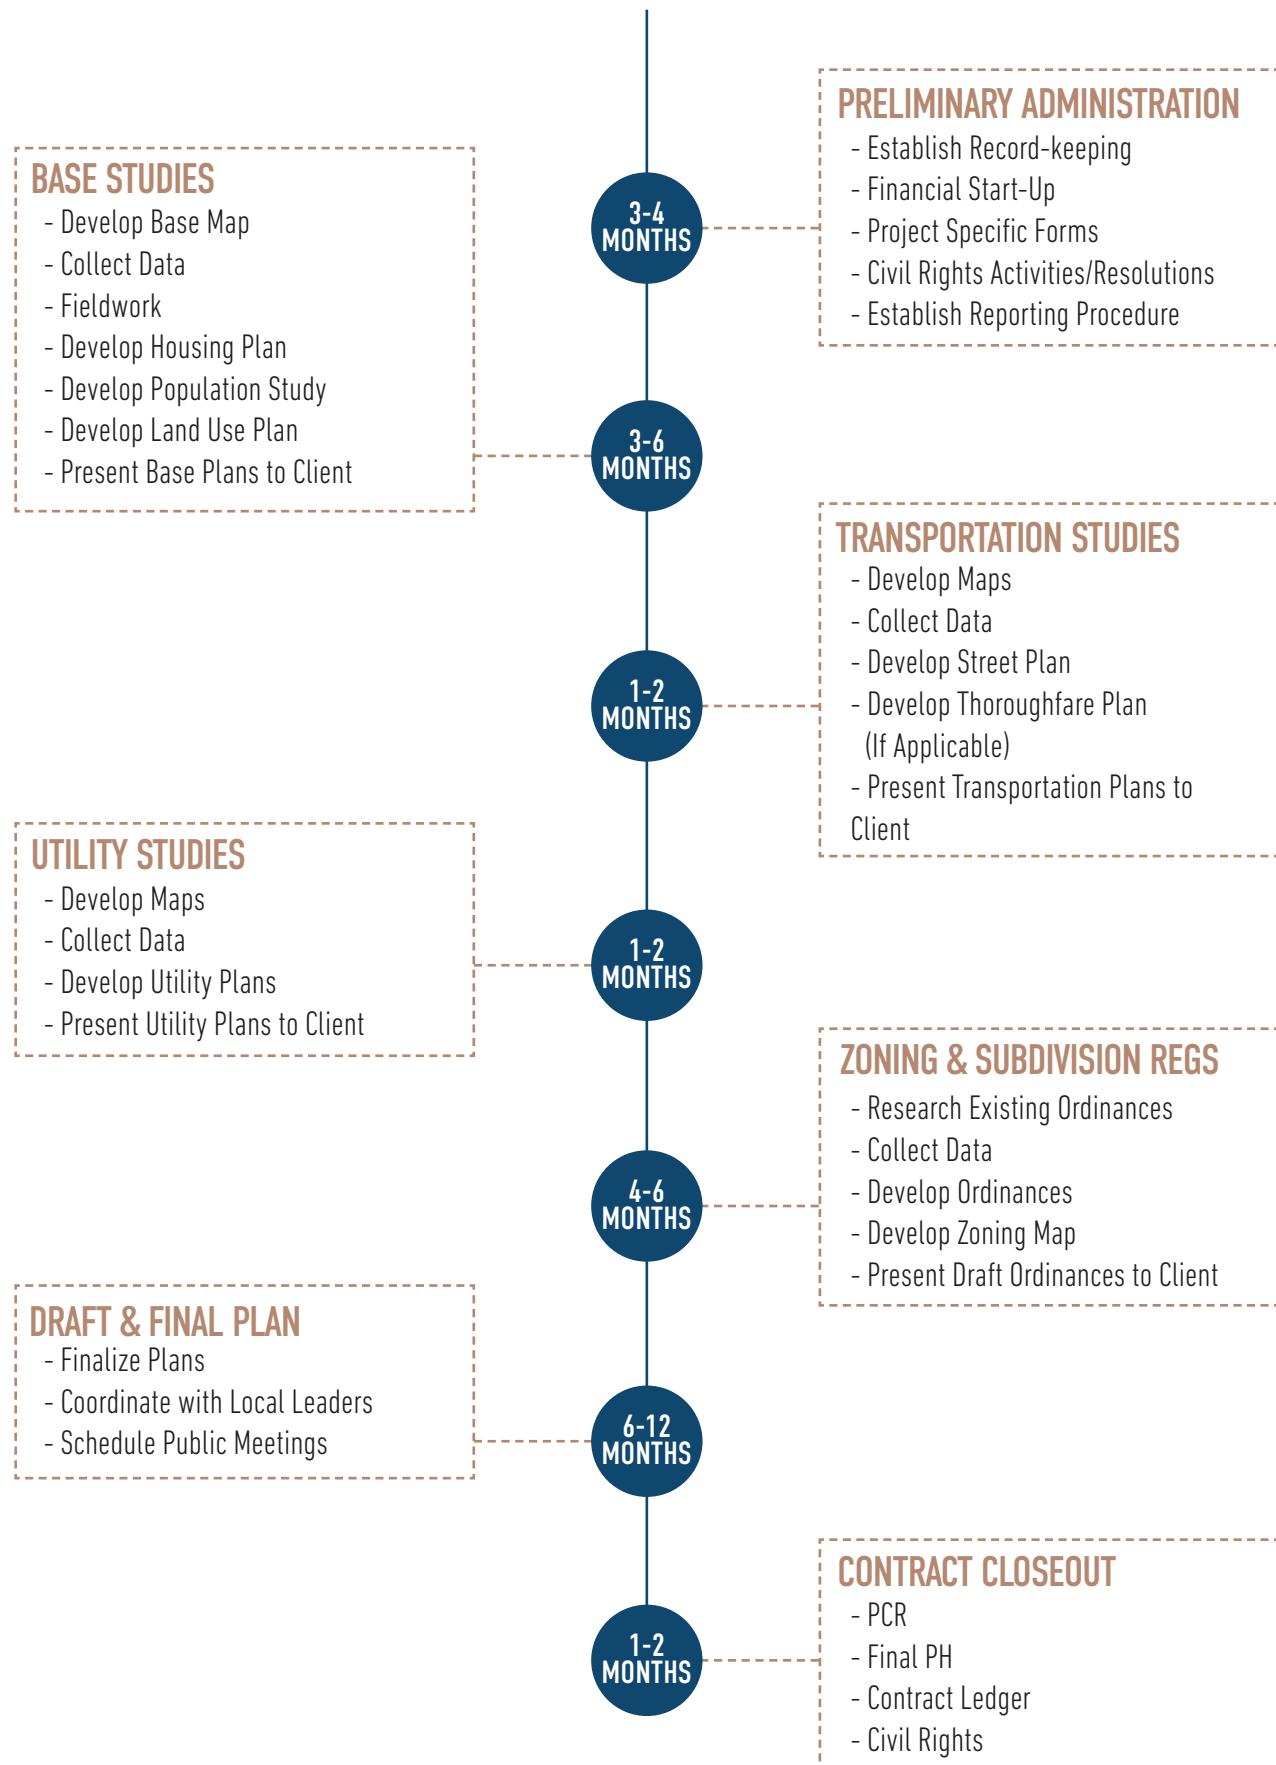 PRELIMINARY ADMINISTRATION
- Establish Record-keeping
- Financial Start-Up
- Project Specific Forms
- Civil Rights Activities/Resolutions
- Establish Reporting Procedure
3-4
MONTHS
BASE STUDIES
- Develop Base Map
- Collect Data
- Fieldwork
- Develop Housing Plan
- Develop Population Study
- Develop Land Use Plan
- Present Base Plans to Client
3-6
MONTHS
TRANSPORTATION STUDIES
- Develop Maps
- Collect Data
- Develop Street Plan
- Develop Thoroughfare Plan
(If Applicable)
- Present Transportation Plans to
Client
1-2
MONTHS
UTILITY STUDIES
- Develop Maps
- Collect Data
- Develop Utility Plans
- Present Utility Plans to Client
1-2
MONTHS
ZONING & SUBDIVISION REGS
- Research Existing Ordinances
- Collect Data
- Develop Ordinances
- Develop Zoning Map
- Present Draft Ordinances to Client
4-6
MONTHS
DRAFT & FINAL PLAN
- Finalize Plans
- Coordinate with Local Leaders
- Schedule Public Meetings
6-12
MONTHS
CONTRACT CLOSEOUT
- PCR
- Final PH
- Contract Ledger
- Civil Rights
1-2
MONTHS